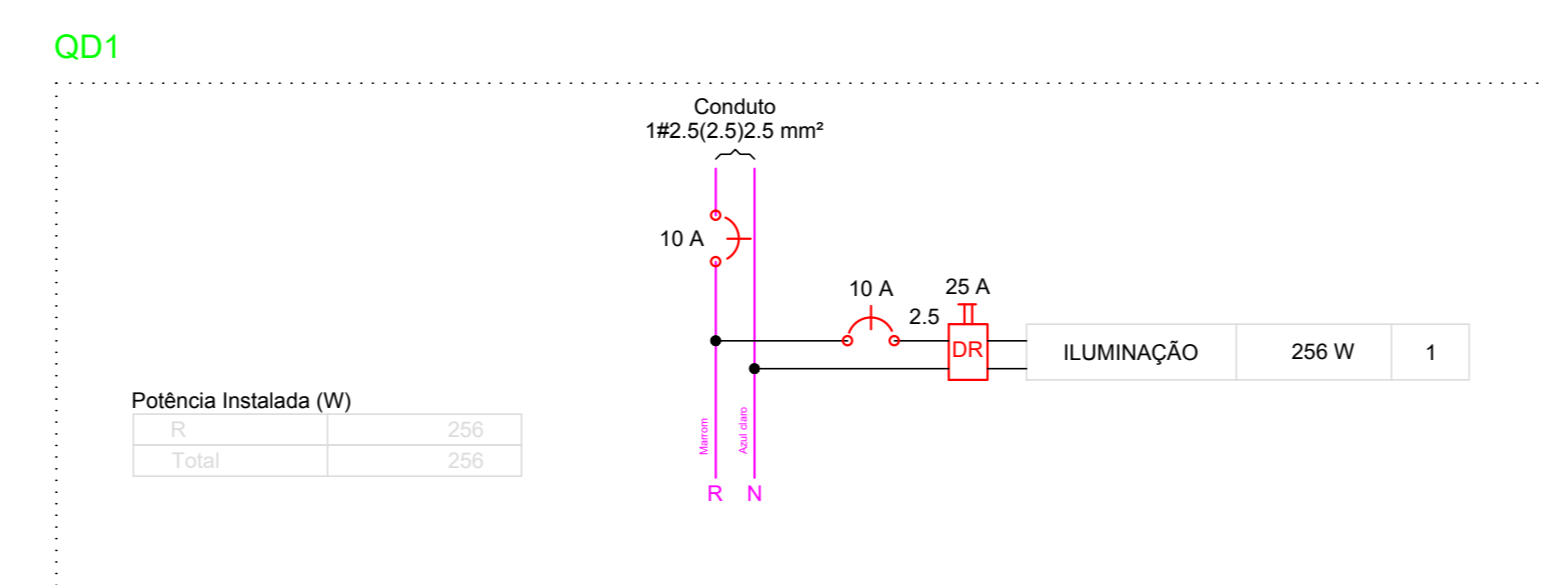 QD1
Conduto
1#2.5(2.5)2.5 mm²
10 A
10 A
25 A
2.5
DR
ILUMINAÇÃO 256 W 1
Potência Instalada (W)
R 256
Total 256
Marrom
Azul claro
R N